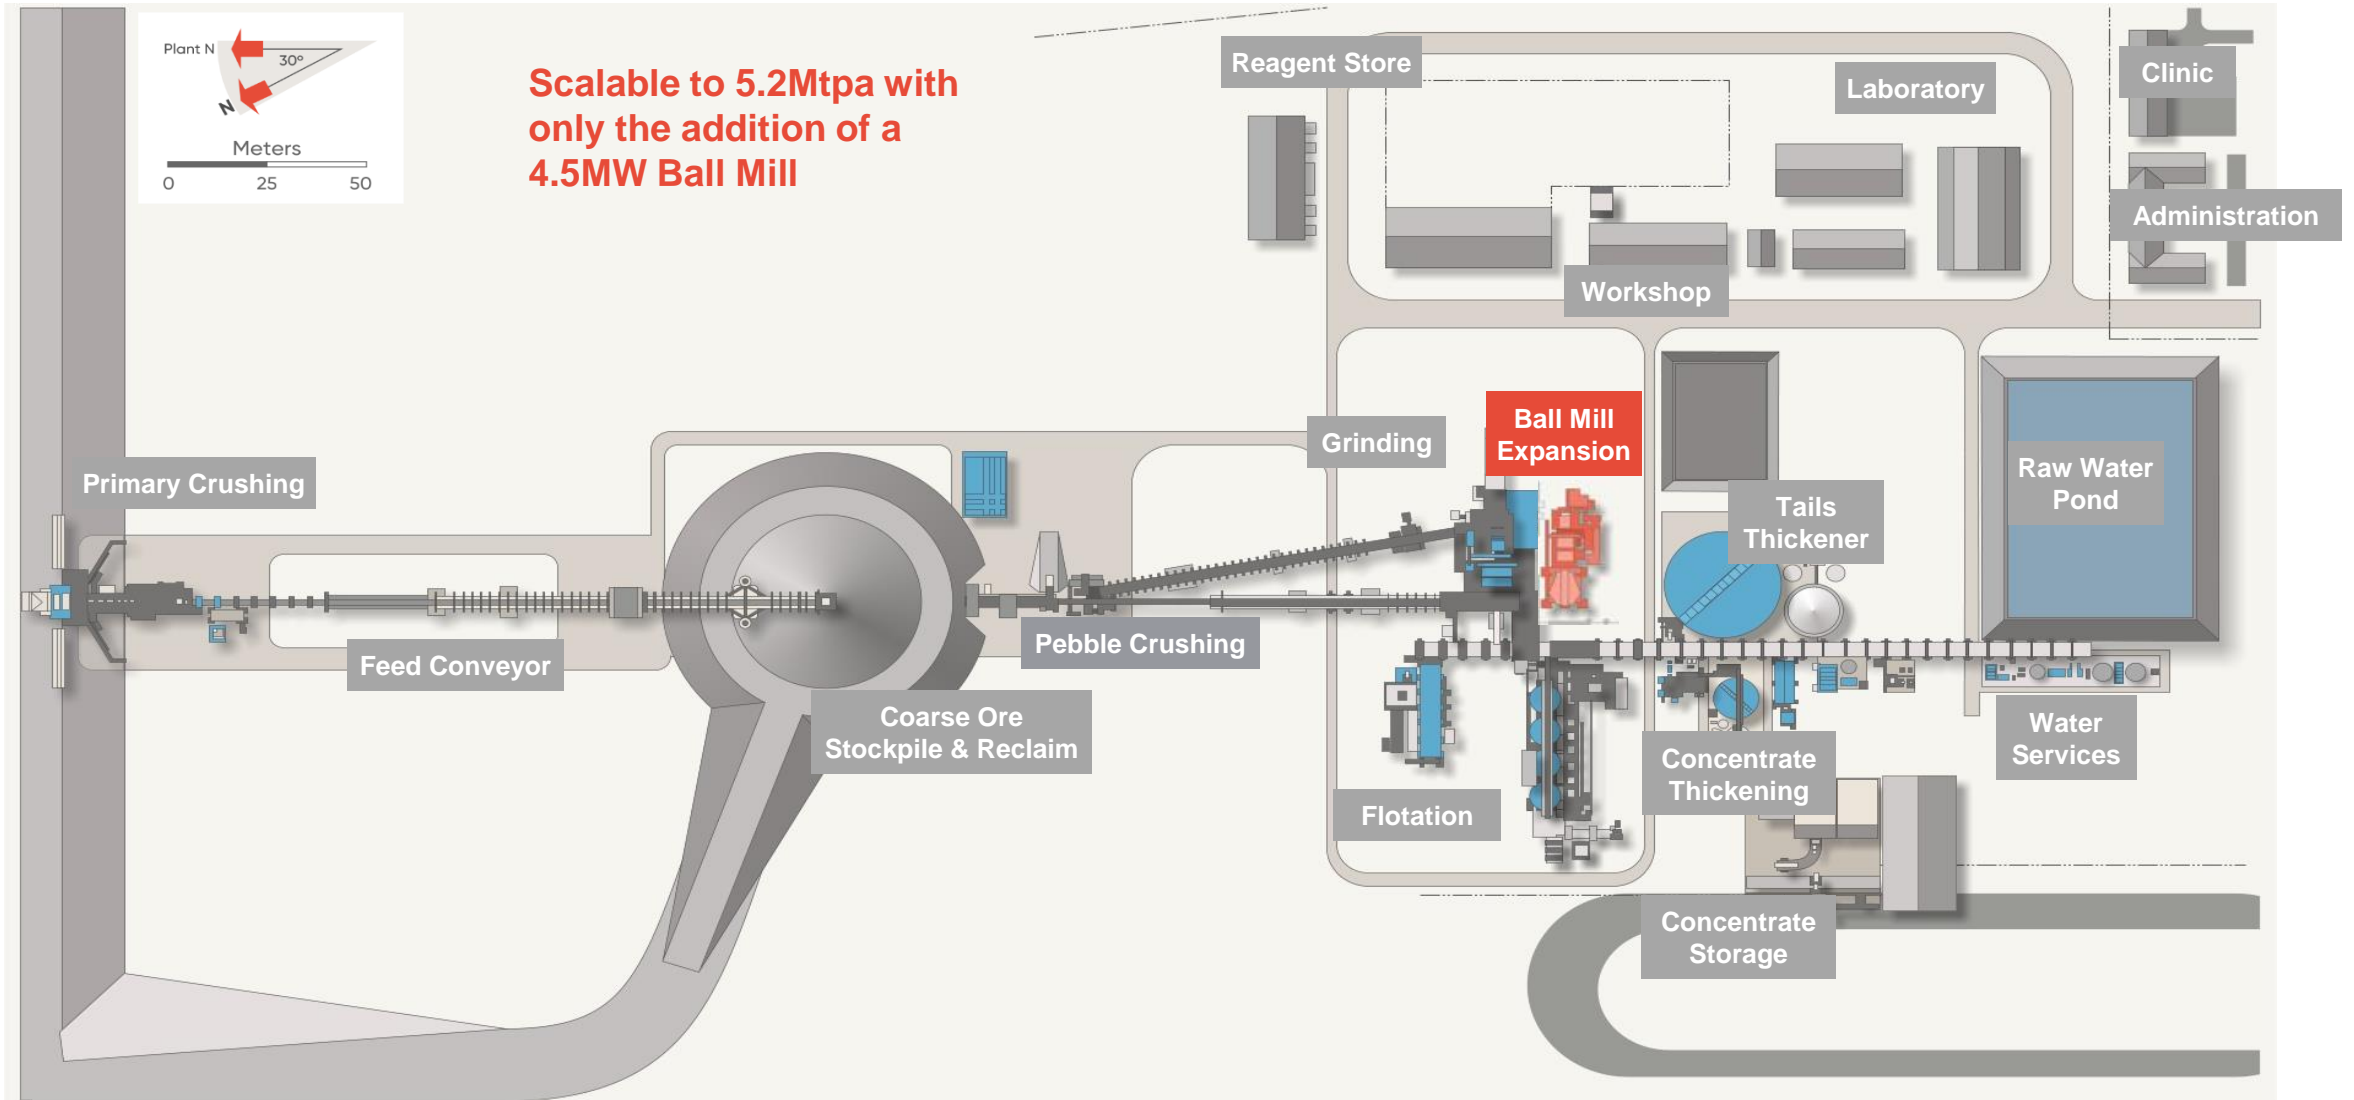 Plant N
30°
N
Meters
0 25 50
Scalable to 5.2Mtpa with
only the addition of a
4.5MW Ball Mill
Reagent Store
Laboratory
Clinic
Administration
Workshop
Primary Crushing
Feed Conveyor
Coarse Ore
Stockpile & Reclaim
Pebble Crushing
Grinding
Ball Mill
Expansion
Tails
Thickener
Raw Water
Pond
Flotation
Concentrate
Thickening
Water
Services
Concentrate
Storage